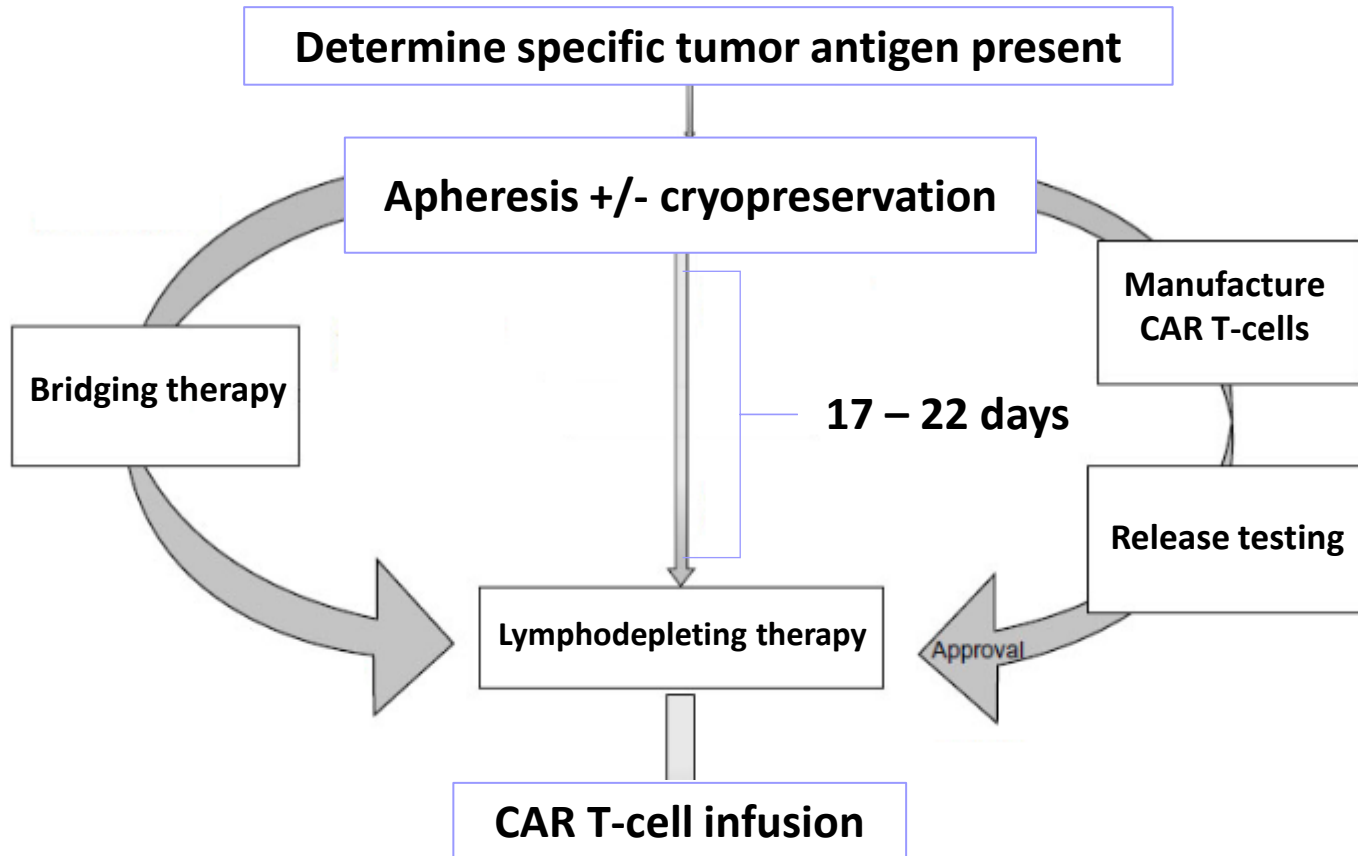 Determine specific tumor antigen present
Apheresis +/- cryopreservation
Manufacture
CAR T-cells
Bridging therapy
17 – 22 days
Release testing
Lymphodepleting therapy
Approval
CAR T-cell infusion